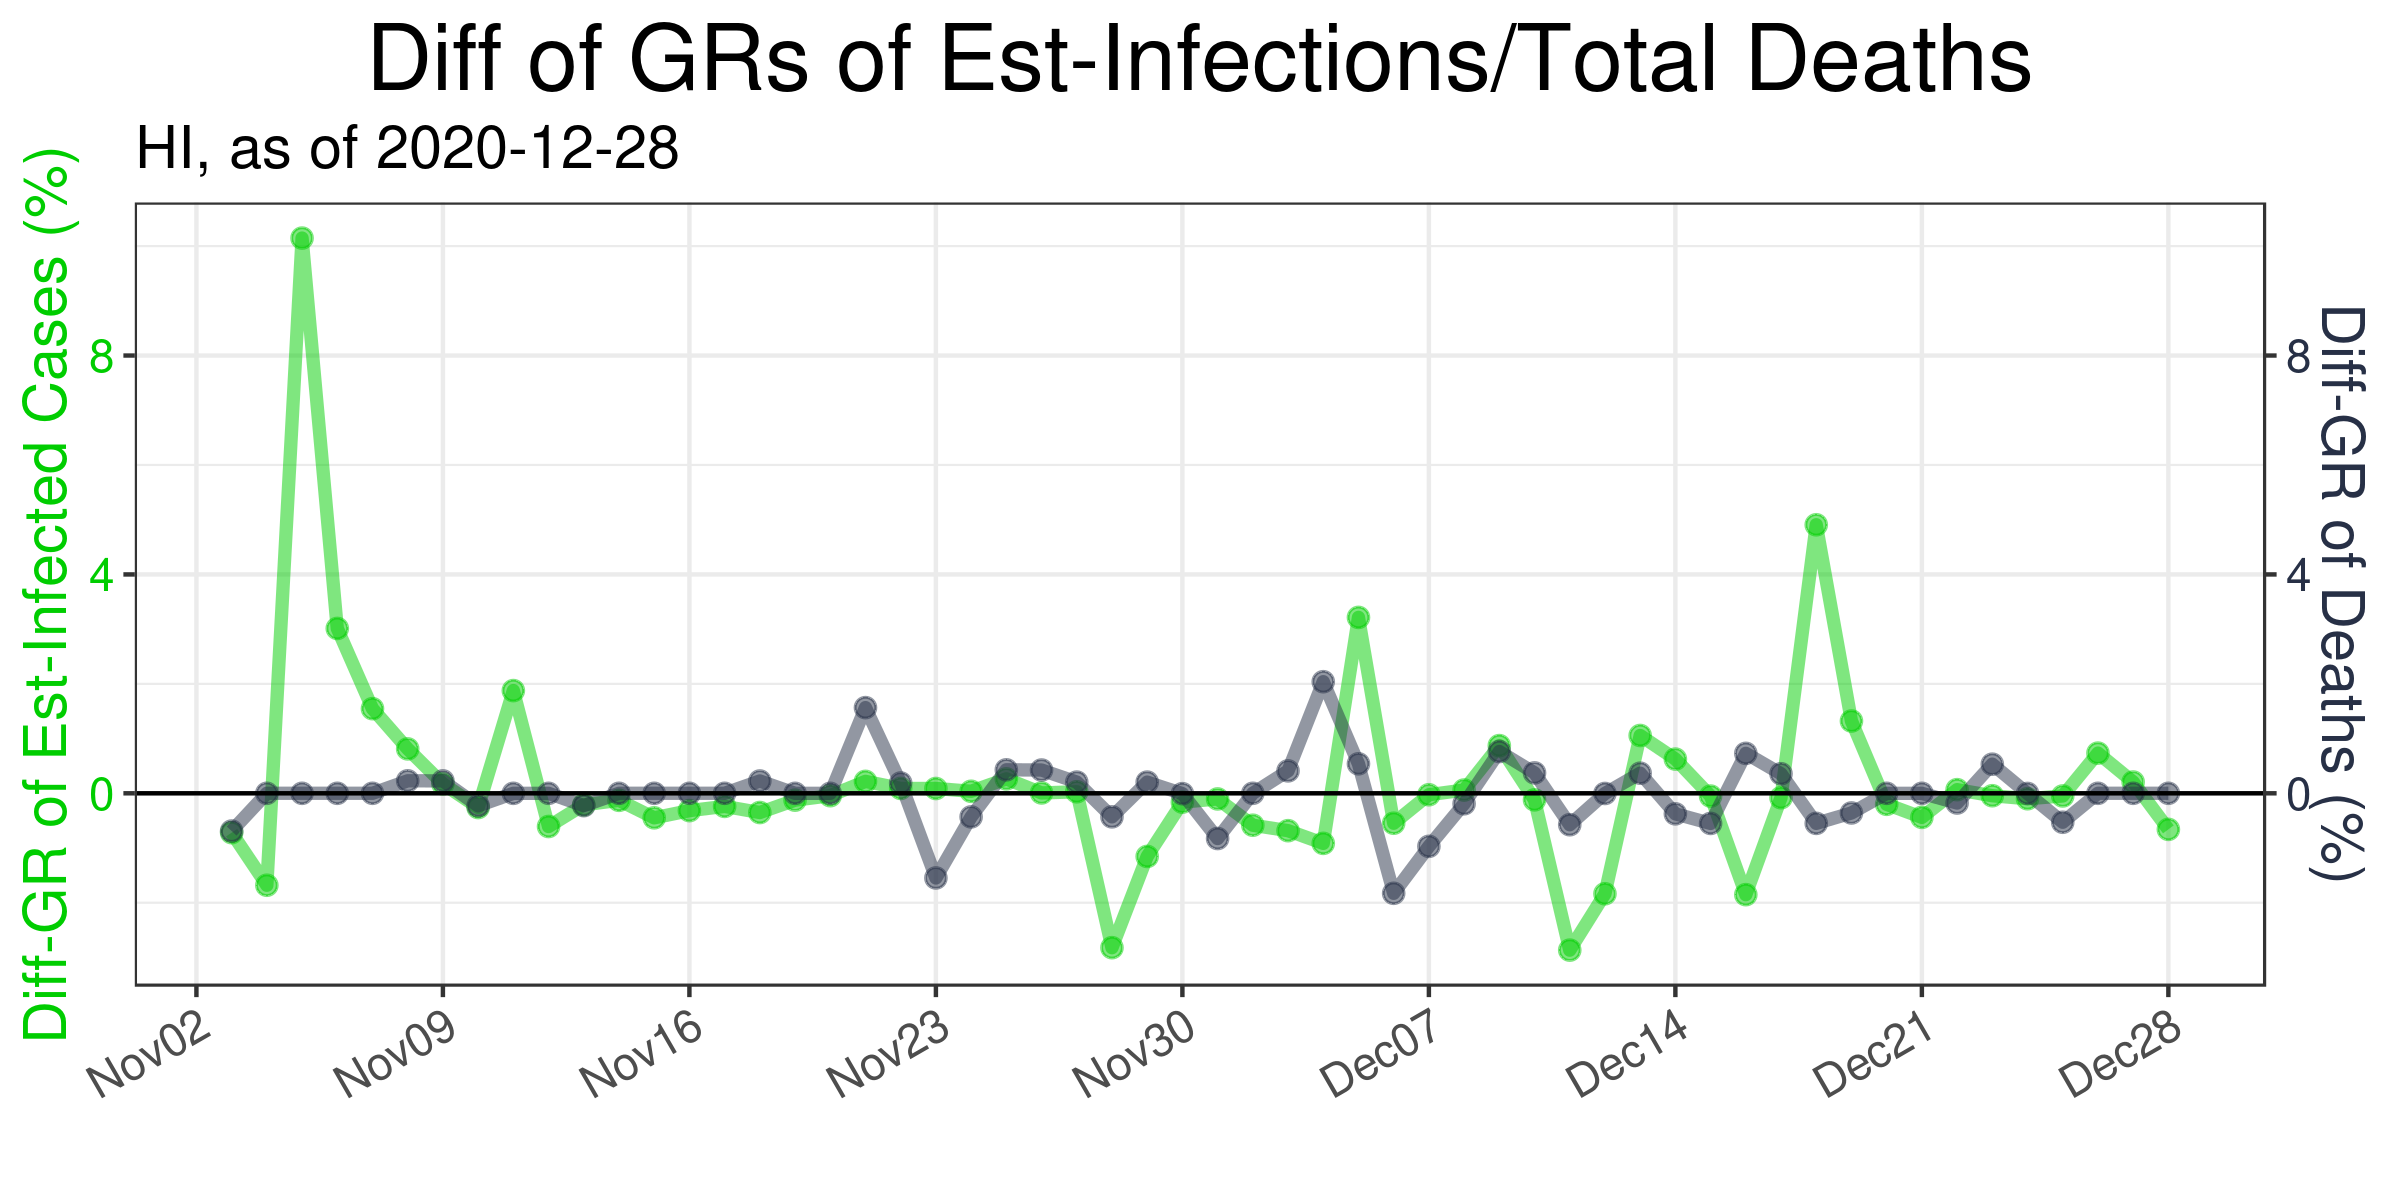 Diff of GRs of Est-Infections/Total Deaths
HI, as of 2020-12-28
Diff-GR of Est-Infected Cases (%)
8
4
0
8
4
0
Diff-GR of Deaths (%)
Nov02
Nov09
Nov16
Nov23
Nov30
Dec07
Dec14
Dec21
Dec28